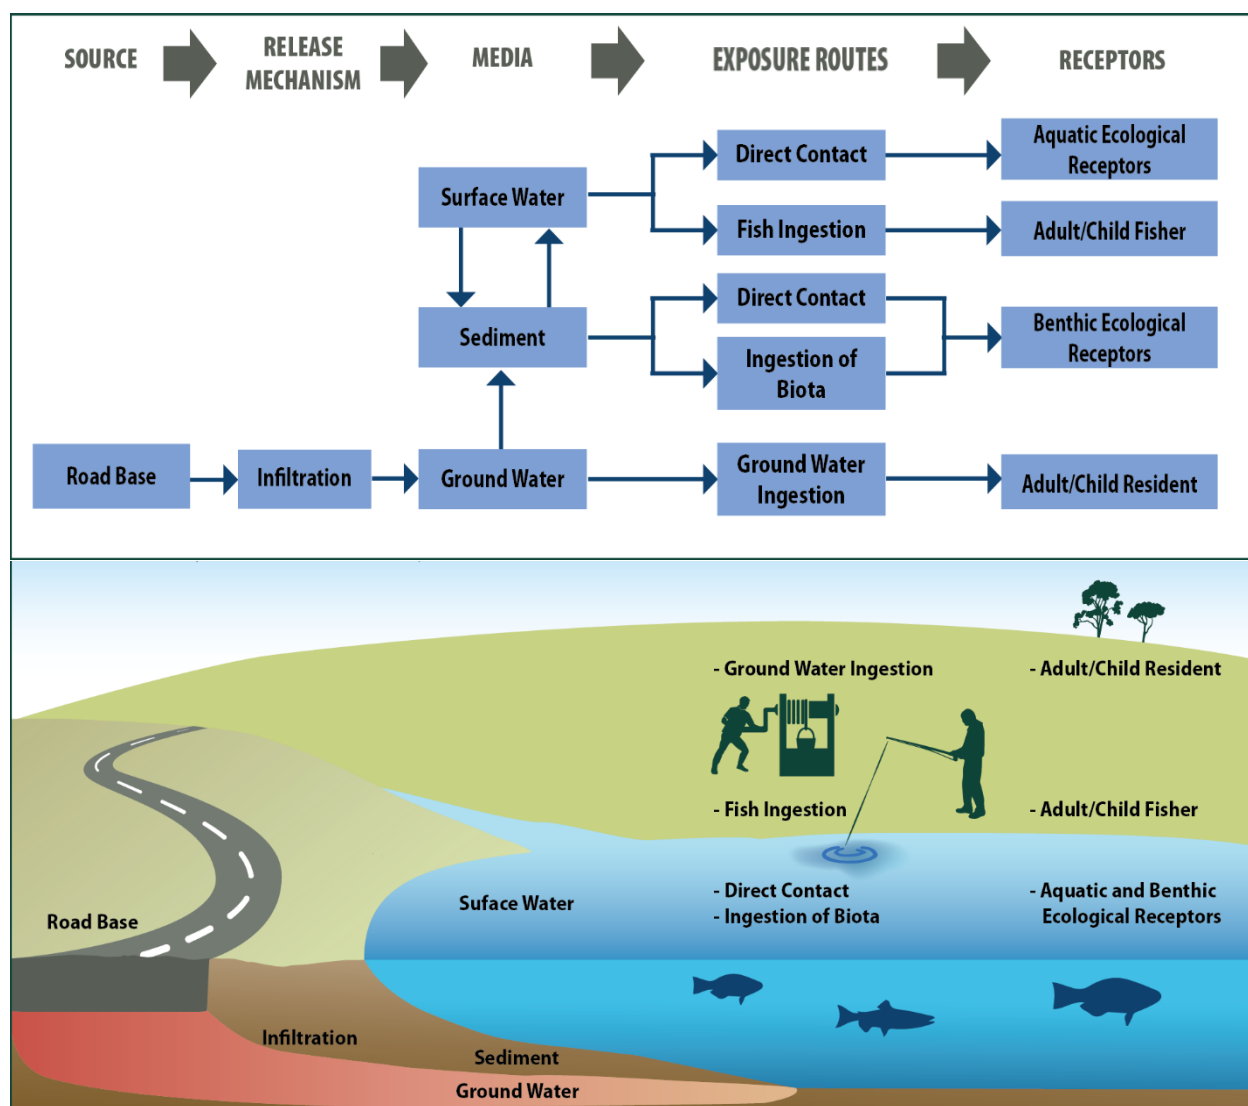 SOURCE
RELEASE
MECHANISM
MEDIA
EXPOSURE ROUTES
RECEPTORS
Direct Contact
Aquatic Ecological
Receptors
Surface Water
Fish Ingestion
Adult/Child Fisher
Direct Contact
Sediment
Benthic Ecological
Receptors
Ingestion of
Biota
Road Base
Infiltration
Ground Water
Ground Water
Ingestion
Adult/Child Resident
- Ground Water Ingestion
- Adult/Child Resident
- Fish Ingestion
- Adult/Child Fisher
Road Base
Suface Water
- Direct Contact
- Ingestion of Biota
- Aquatic and Benthic
Ecological Receptors
Infiltration
Sediment
Ground Water